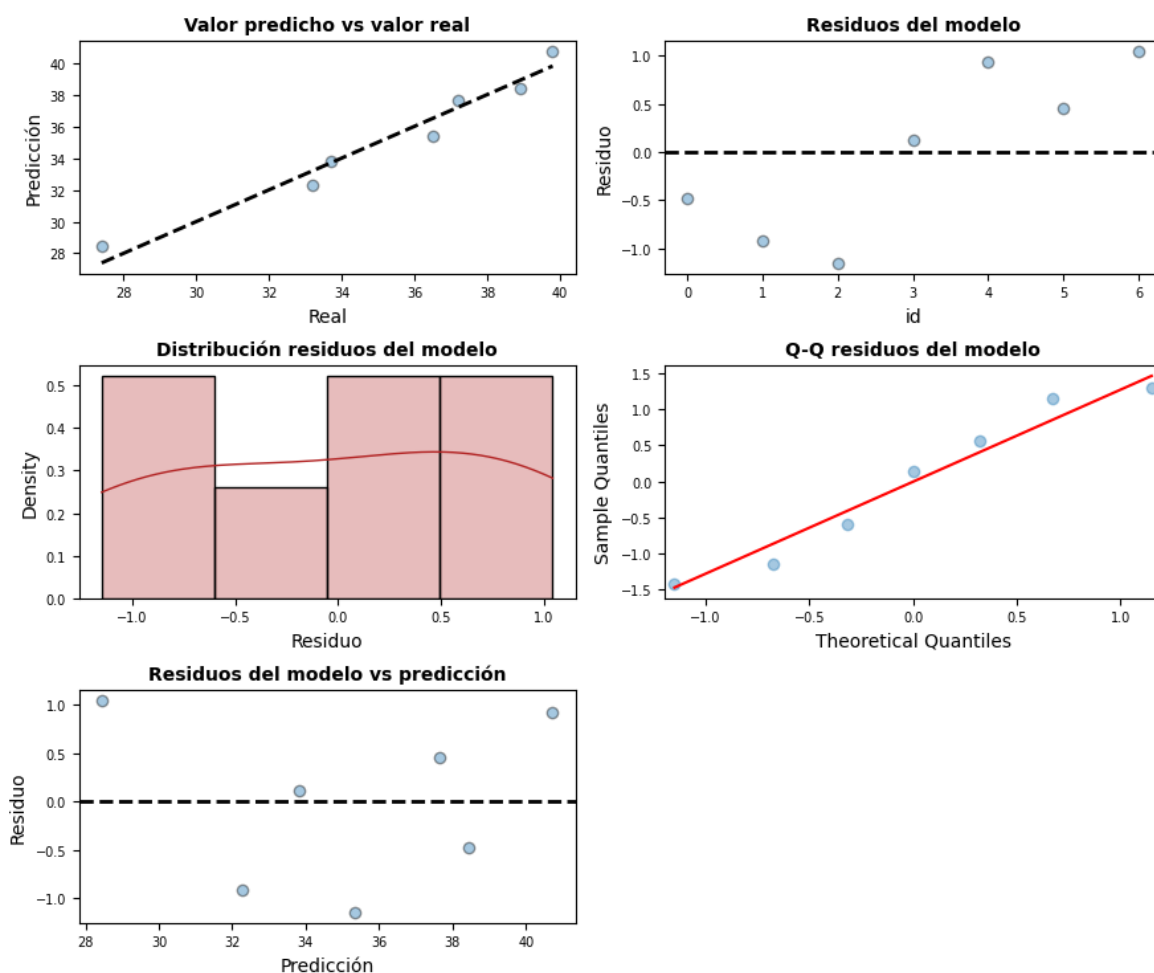 Valor predicho vs valor real
Predicción
40
38
36
34
32
30
28
28 30 32 34 36 38 40
Real
Residuos del modelo
Residuo
1.0
0.5
0.0
−0.5
−1.0
0 1 2 3 4 5 6
id
Distribución residuos del modelo
Density
0.5
0.4
0.3
0.2
0.1
0.0
−1.0 −0.5 0.0 0.5 1.0
Residuo
Q-Q residuos del modelo
Sample Quantiles
1.5
1.0
0.5
0.0
−0.5
−1.0
−1.5
−1.0 −0.5 0.0 0.5 1.0
Theoretical Quantiles
Residuos del modelo vs predicción
Residuo
1.0
0.5
0.0
−0.5
−1.0
28 30 32 34 36 38 40
Predicción